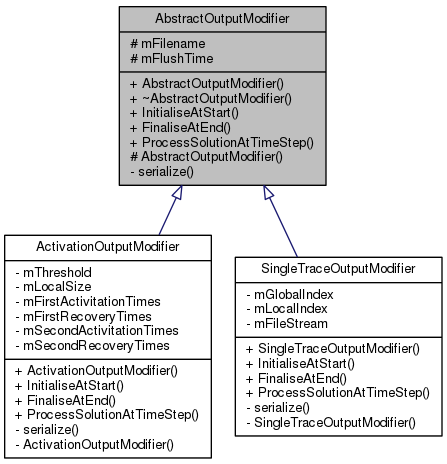 AbstractOutputModifier
# mFilename
# mFlushTime
+ AbstractOutputModifier()
+ ~AbstractOutputModifier()
+ InitialiseAtStart()
+ FinaliseAtEnd()
+ ProcessSolutionAtTimeStep()
# AbstractOutputModifier()
- serialize()
ActivationOutputModifier
- mThreshold
- mLocalSize
- mFirstActivitationTimes
- mFirstRecoveryTimes
- mSecondActivitationTimes
- mSecondRecoveryTimes
+ ActivationOutputModifier()
+ InitialiseAtStart()
+ FinaliseAtEnd()
+ ProcessSolutionAtTimeStep()
- serialize()
- ActivationOutputModifier()
SingleTraceOutputModifier
- mGlobalIndex
- mLocalIndex
- mFileStream
+ SingleTraceOutputModifier()
+ InitialiseAtStart()
+ FinaliseAtEnd()
+ ProcessSolutionAtTimeStep()
- serialize()
- SingleTraceOutputModifier()